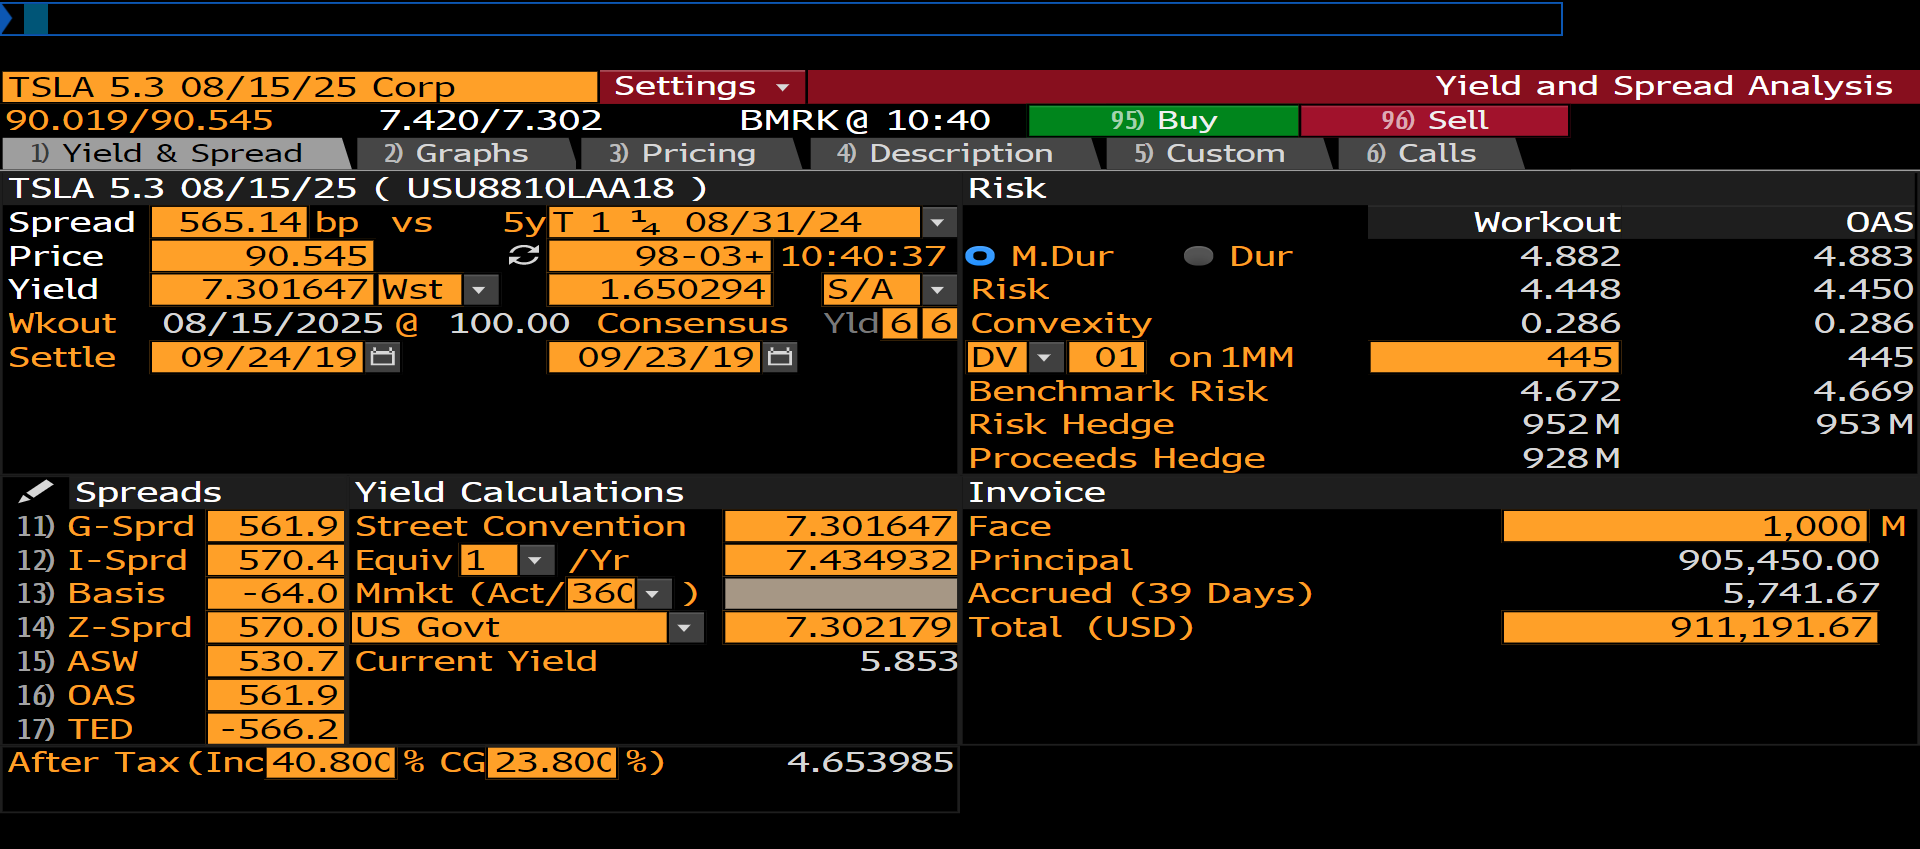 TSLA 5.3 08/15/25 Corp Settings Yield and Spread Analysis
90.019/90.545 7.420/7.302 BMRK @ 10:40 95) Buy 96) Sell
1) Yield & Spread 2) Graphs 3) Pricing 4) Description 5) Custom 6) Calls
TSLA 5.3 08/15/25 ( USU8810LAA18 )
Spread 565.14 bp vs 5y T 1 ¼ 08/31/24
Price 90.545 98-03+ 10:40:37
Yield 7.301647 Wst 1.650294 S/A
Wkout 08/15/2025 @ 100.00 Consensus Yld 6 6
Settle 09/24/19 09/23/19
Risk
Workout OAS
M.Dur Dur 4.882 4.883
Risk 4.448 4.450
Convexity 0.286 0.286
DV 01 on 1MM 445 445
Benchmark Risk 4.672 4.669
Risk Hedge 952 M 953 M
Proceeds Hedge 928 M
Spreads
11) G-Sprd 561.9
12) I-Sprd 570.4
13) Basis -64.0
14) Z-Sprd 570.0
15) ASW 530.7
16) OAS 561.9
17) TED -566.2
Yield Calculations
Street Convention 7.301647
Equiv 1 /Yr 7.434932
Mmkt (Act/ 360 )
US Govt 7.302179
Current Yield 5.853
After Tax (Inc 40.800 % CG 23.800 %) 4.653985
Invoice
Face 1,000 M
Principal 905,450.00
Accrued (39 Days) 5,741.67
Total (USD) 911,191.67